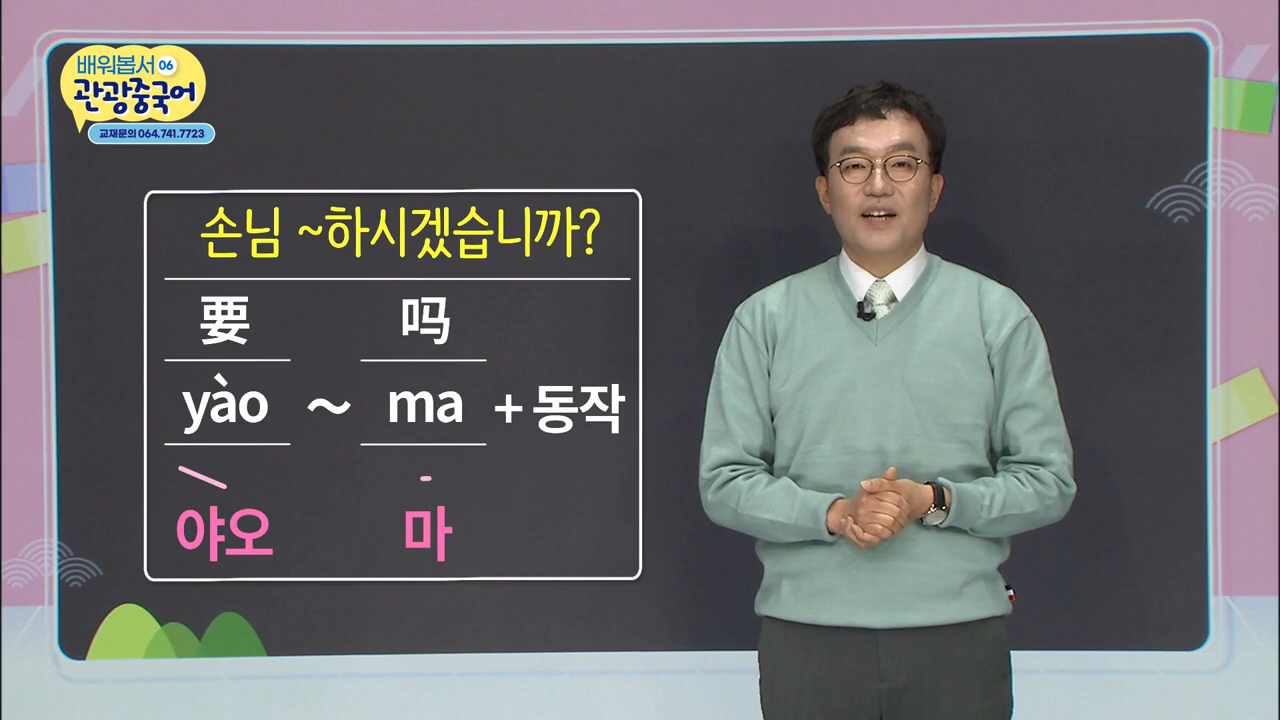 배워봅서 06
관광중국어
교재문의 064.741.7723
손님 ~하시겠습니까?
要 吗
yào ~ ma + 동작
야오 마